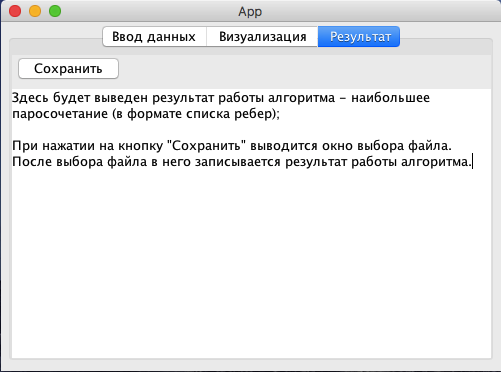 App
Ввод данных Визуализация Результат
Сохранить
Здесь будет выведен результат работы алгоритма – наибольшее
паросочетание (в формате списка ребер);
При нажатии на кнопку "Сохранить" выводится окно выбора файла.
После выбора файла в него записывается результат работы алгоритма.